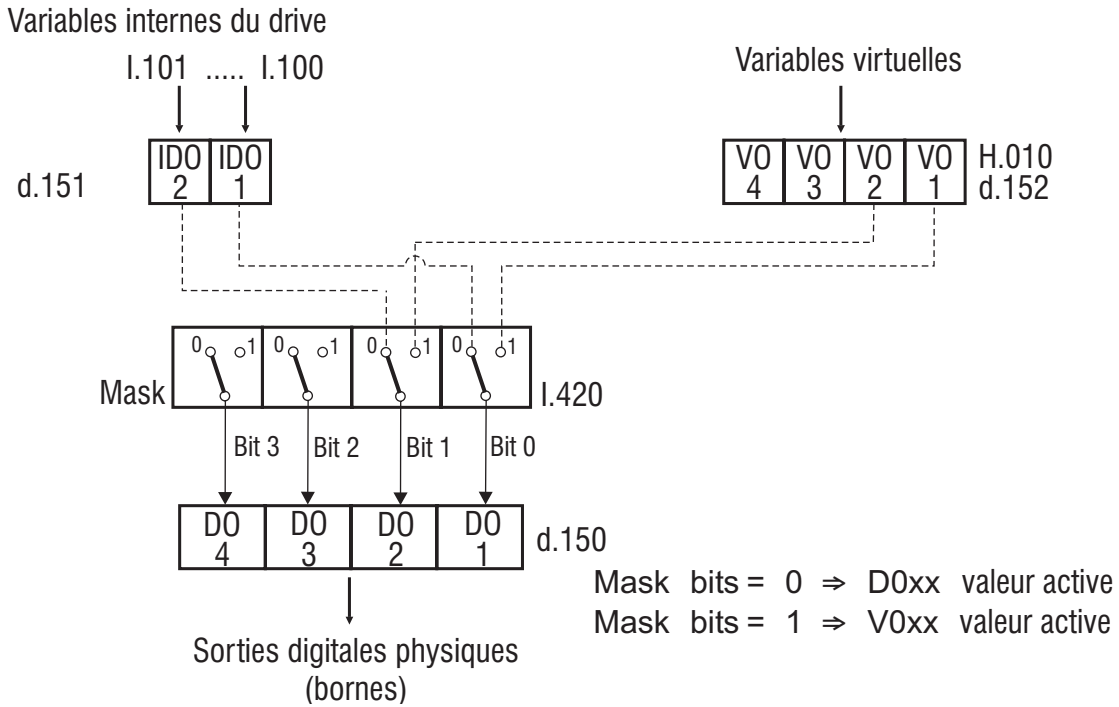 Variables internes du drive
I.101 ..... I.100
Variables virtuelles
d.151
IDO 2
IDO 1
VO 4
VO 3
VO 2
VO 1
H.010
d.152
Mask
0 1
0 1
0 1
0 1
I.420
Bit 3
Bit 2
Bit 1
Bit 0
DO 4
DO 3
DO 2
DO 1
d.150
Mask bits = 0 ⇒ D0xx valeur active
Mask bits = 1 ⇒ V0xx valeur active
Sorties digitales physiques
(bornes)